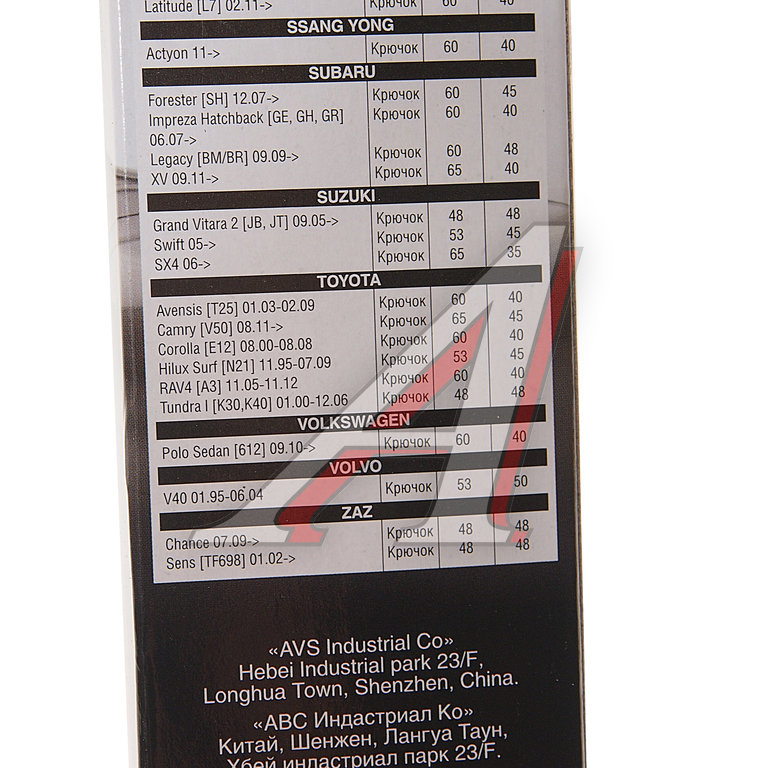 Latitude [L7] 02.11-> Крючок 60 40
SSANG YONG
Actyon 11-> Крючок 60 40
SUBARU
Forester [SH] 12.07-> Крючок 60 45
Impreza Hatchback [GE, GH, GR] Крючок 60 40
06.07->
Legacy [BM/BR] 09.09-> Крючок 60 48
XV 09.11-> Крючок 65 40
SUZUKI
Grand Vitara 2 [JB, JT] 09.05-> Крючок 48 48
Swift 05-> Крючок 53 45
SX4 06-> Крючок 65 35
TOYOTA
Avensis [T25] 01.03-02.09 Крючок 60 40
Camry [V50] 08.11-> Крючок 65 45
Corolla [E12] 08.00-08.08 Крючок 60 40
Hilux Surf [N21] 11.95-07.09 Крючок 53 45
RAV4 [A3] 11.05-11.12 Крючок 60 40
Tundra I [K30,K40] 01.00-12.06 Крючок 48 48
VOLKSWAGEN
Polo Sedan [612] 09.10-> Крючок 60 40
VOLVO
V40 01.95-06.04 Крючок 53 50
ZAZ
Chance 07.09-> Крючок 48 48
Sens [TF698] 01.02-> Крючок 48 48
«AVS Industrial Co»
Hebei Industrial park 23/F,
Longhua Town, Shenzhen, China.
«АВС Индастриал Ко»
Китай, Шенжен, Лангуа Таун,
Хбей индастриал парк 23/F.